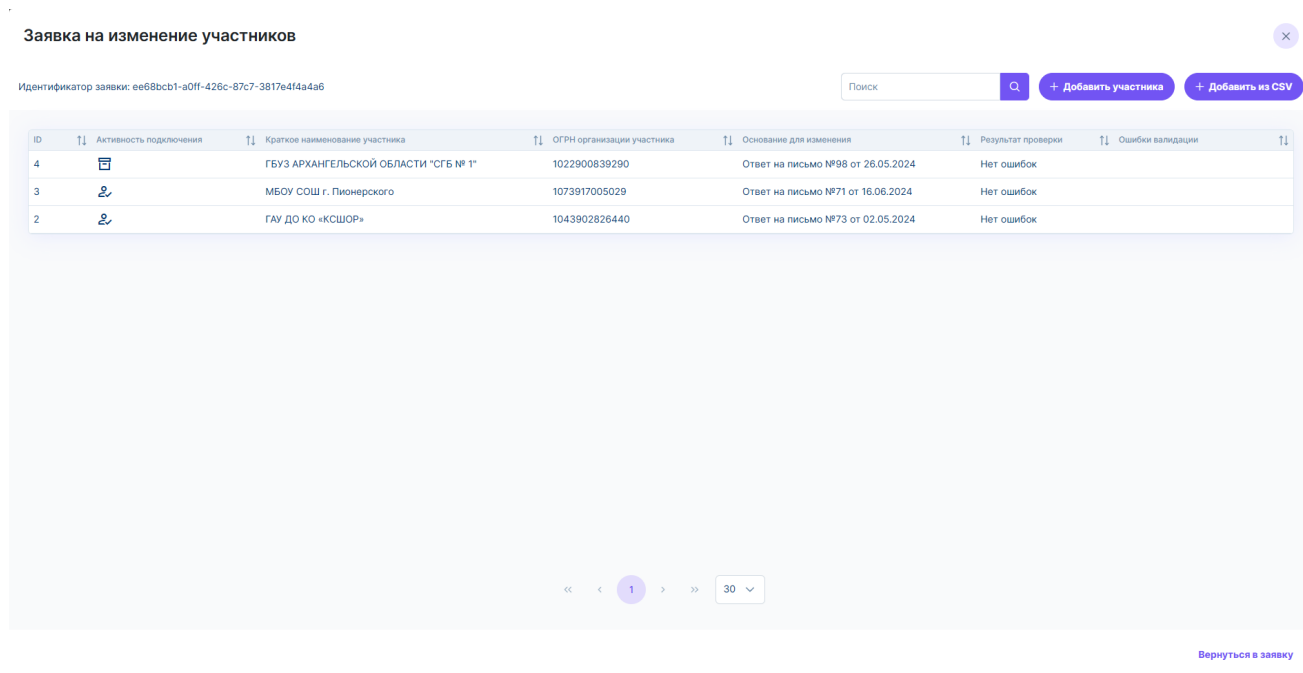 Заявка на изменение участников
Идентификатор заявки: ee68bcb1-a0ff-426c-87c7-3817e4f4a4a6
Поиск
+ Добавить участника
+ Добавить из CSV
ID Активность подключения Краткое наименование участника ОГРН организации участника Основание для изменения Результат проверки Ошибки валидации
4 ГБУЗ АРХАНГЕЛЬСКОЙ ОБЛАСТИ "СГБ № 1" 1022900839290 Ответ на письмо №98 от 26.05.2024 Нет ошибок
3 МБОУ СОШ г. Пионерского 1073917005029 Ответ на письмо №71 от 16.06.2024 Нет ошибок
2 ГАУ ДО КО «КСШОР» 1043902826440 Ответ на письмо №73 от 02.05.2024 Нет ошибок
« ‹ 1 › » 30
Вернуться в заявку